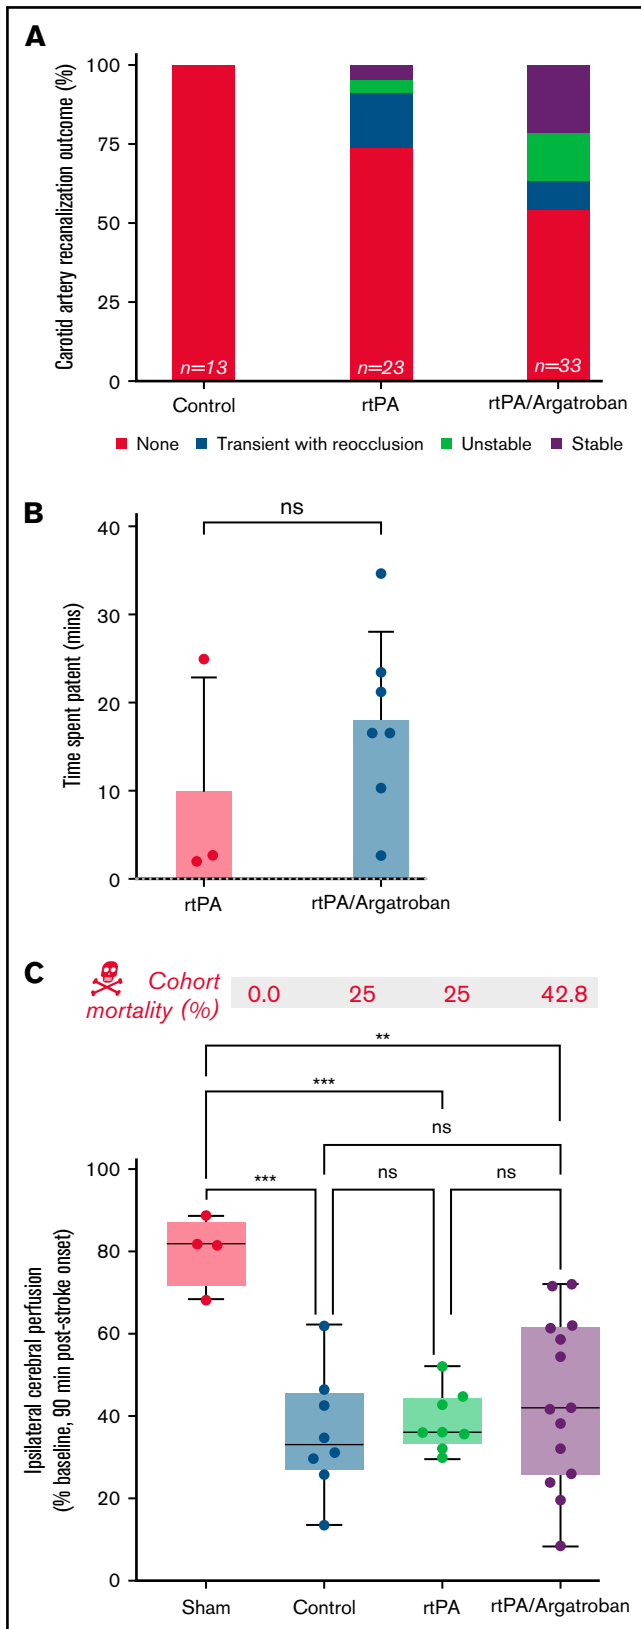 A
Carotid artery recanalization outcome (%)
100
75
50
25
0
n=13
n=23
n=33
Control
rtPA
rtPA/Argatroban
None
Transient with reocclusion
Unstable
Stable
B
ns
Time spent patent (mins)
40
30
20
10
0
rtPA
rtPA/Argatroban
C
Cohort
mortality (%)
0.0
25
25
42.8
**
***
ns
***
ns
ns
Ipsilateral cerebral perfusion
(% baseline, 90 min post-stroke onset)
100
80
60
40
20
0
Sham
Control
rtPA
rtPA/Argatroban